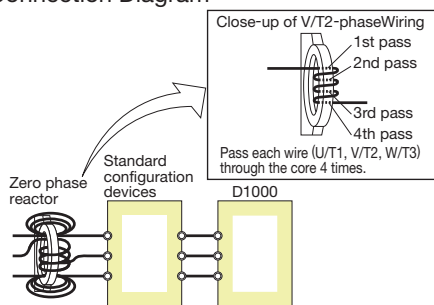 Connection Diagram
Close-up of V/T2-phaseWiring
1st pass
2nd pass
3rd pass
4th pass
Pass each wire (U/T1, V/T2, W/T3)
through the core 4 times.
Zero phase
reactor
Standard
configuration
devices
D1000